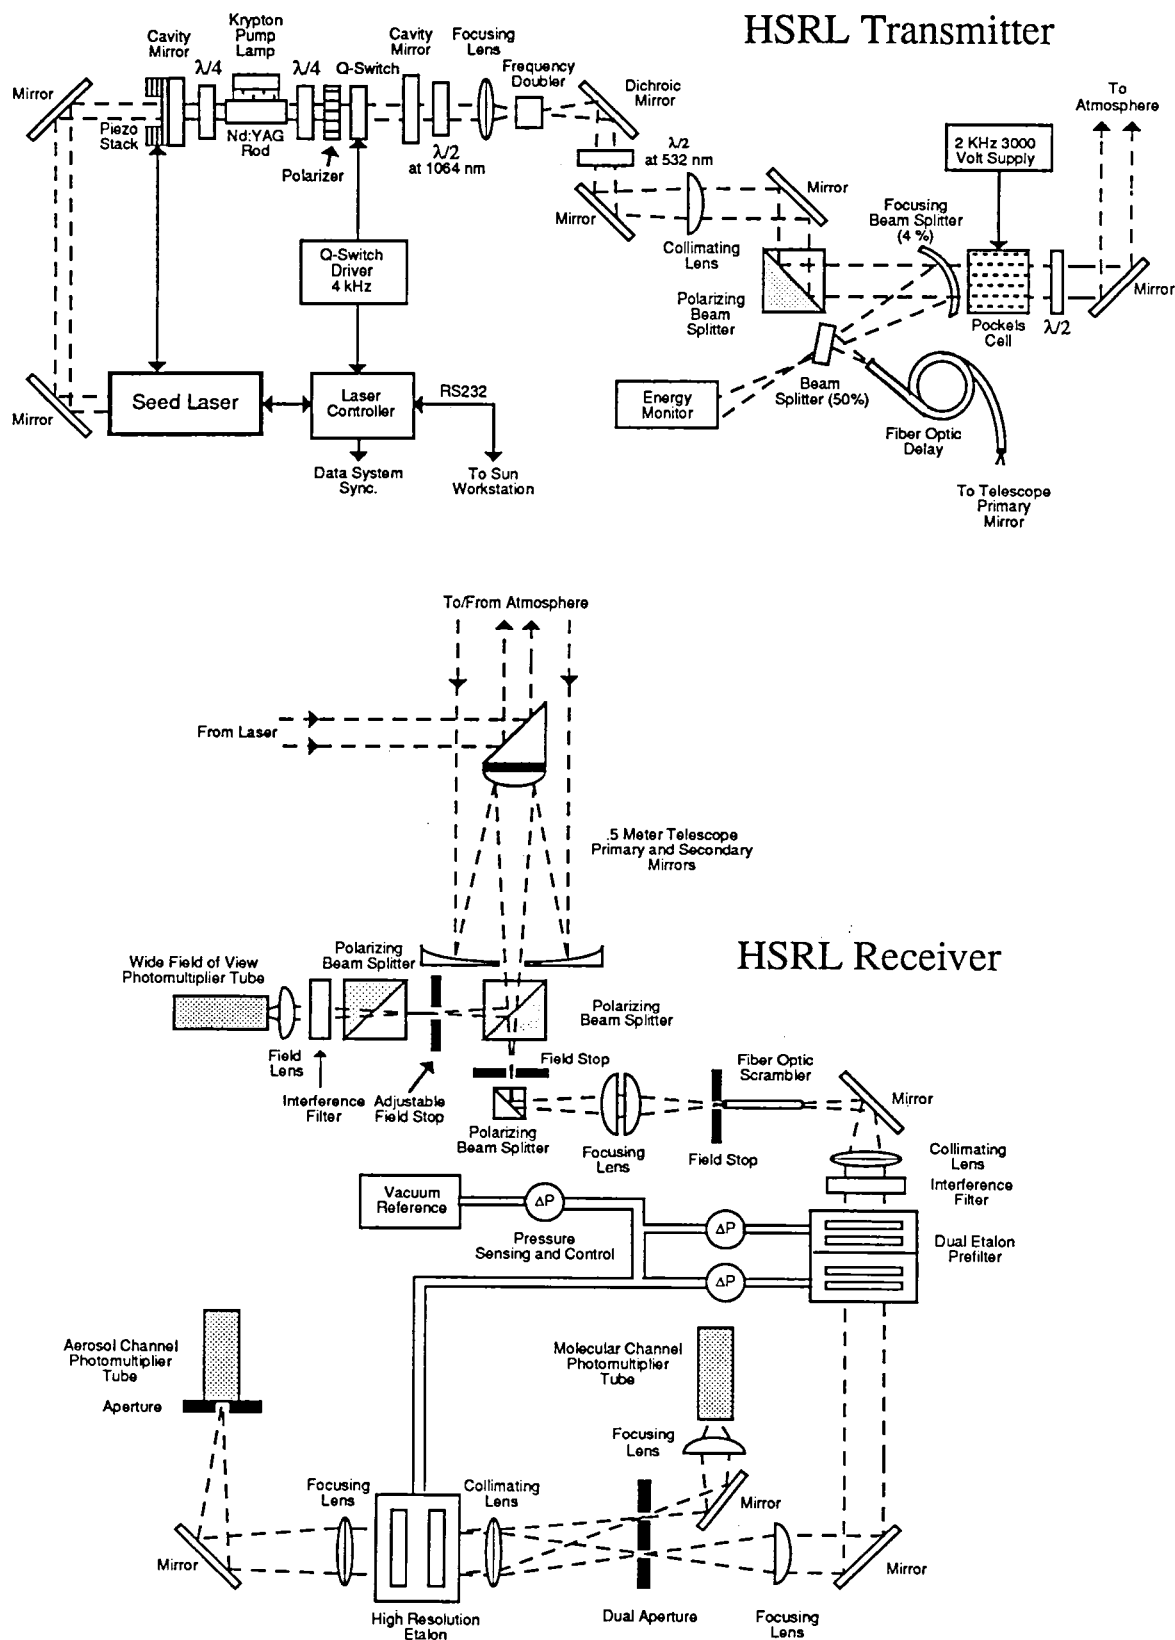 HSRL Transmitter
Krypton
Pump
Lamp
Cavity
Mirror
λ/4
λ/4
Q-Switch
Cavity
Mirror
Focusing
Lens
Frequency
Doubler
Dichroic
Mirror
Mirror
Piezo
Stack
Nd:YAG
Rod
Polarizer
λ/2
at 1064 nm
λ/2
at 532 nm
To
Atmosphere
2 KHz 3000
Volt Supply
Mirror
Mirror
Collimating
Lens
Focusing
Beam Splitter
(4 %)
Q-Switch
Driver
4 kHz
Polarizing
Beam
Splitter
Pockels
Cell
λ/2
Mirror
Mirror
Seed Laser
Laser
Controller
RS232
Energy
Monitor
Beam
Splitter (50%)
Fiber Optic
Delay
Data System
Sync.
To Sun
Workstation
To Telescope
Primary
Mirror
To/From Atmosphere
From Laser
.5 Meter Telescope
Primary and Secondary
Mirrors
HSRL Receiver
Wide Field of View
Photomultiplier Tube
Polarizing
Beam Splitter
Polarizing
Beam Splitter
Field
Lens
Interference
Filter
Adjustable
Field Stop
Field Stop
Polarizing
Beam Splitter
Focusing
Lens
Fiber Optic
Scrambler
Field Stop
Mirror
Collimating
Lens
Interference
Filter
Vacuum
Reference
ΔP
Pressure
Sensing and Control
ΔP
ΔP
Dual Etalon
Prefilter
Aerosol Channel
Photomultiplier
Tube
Aperture
Molecular Channel
Photomultiplier
Tube
Focusing
Lens
Mirror
Focusing
Lens
Collimating
Lens
Mirror
High Resolution
Etalon
Dual Aperture
Focusing
Lens
Mirror